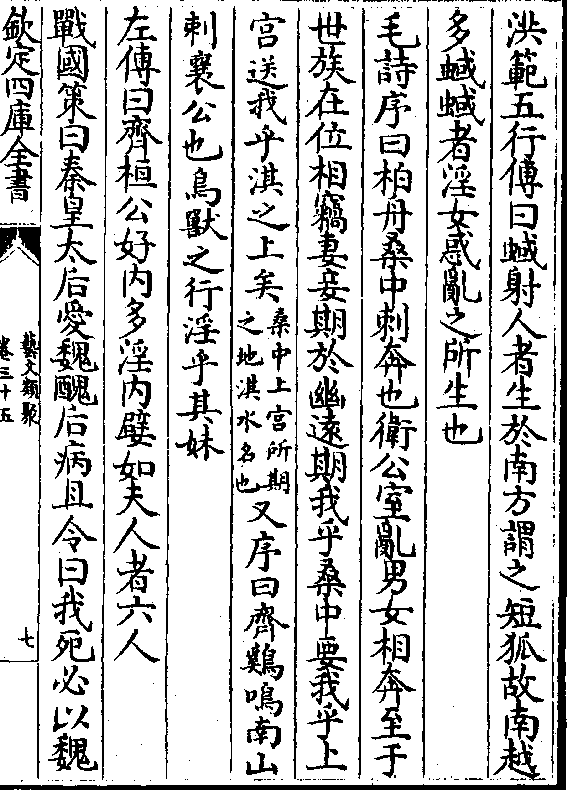 洪範五行傳曰蜮射人者生於南方謂之短狐故南越
多蜮蜮者淫女惑亂之所生也
毛詩序曰柏舟桑中刺奔也衛公室亂男女相奔至于
世族在位相竊妻妾期於幽遠期我乎桑中要我乎上
宫送我乎淇之上矣桑中上宫所期之地淇水名也又序曰齊鷄鳴南山
刺襄公也鳥獸之行淫乎其妹
左傳曰齊桓公好内多淫内嬖如夫人者六人
戰國策曰秦皇太后愛魏醜后病且令曰我死必以魏
欽定四庫全書
藝文類聚
卷三十五
七